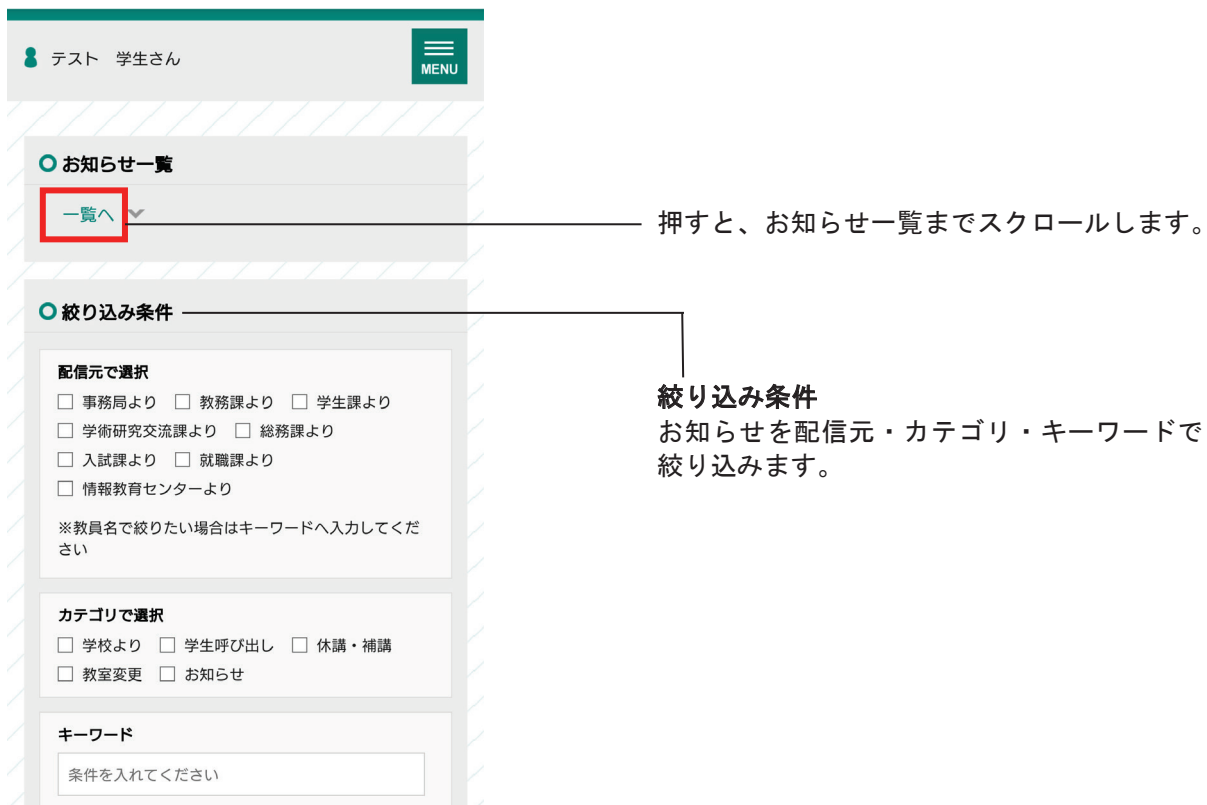 テスト　学生さん
MENU
お知らせ一覧
一覧へ
押すと、お知らせ一覧までスクロールします。
絞り込み条件
配信元で選択
事務局より 教務課より 学生課より
学術研究交流課より 総務課より
入試課より 就職課より
情報教育センターより
※教員名で絞りたい場合はキーワードへ入力してくだ
さい
カテゴリで選択
学校より 学生呼び出し 休講・補講
教室変更 お知らせ
キーワード
条件を入れてください
絞り込み条件
お知らせを配信元・カテゴリ・キーワードで
絞り込みます。